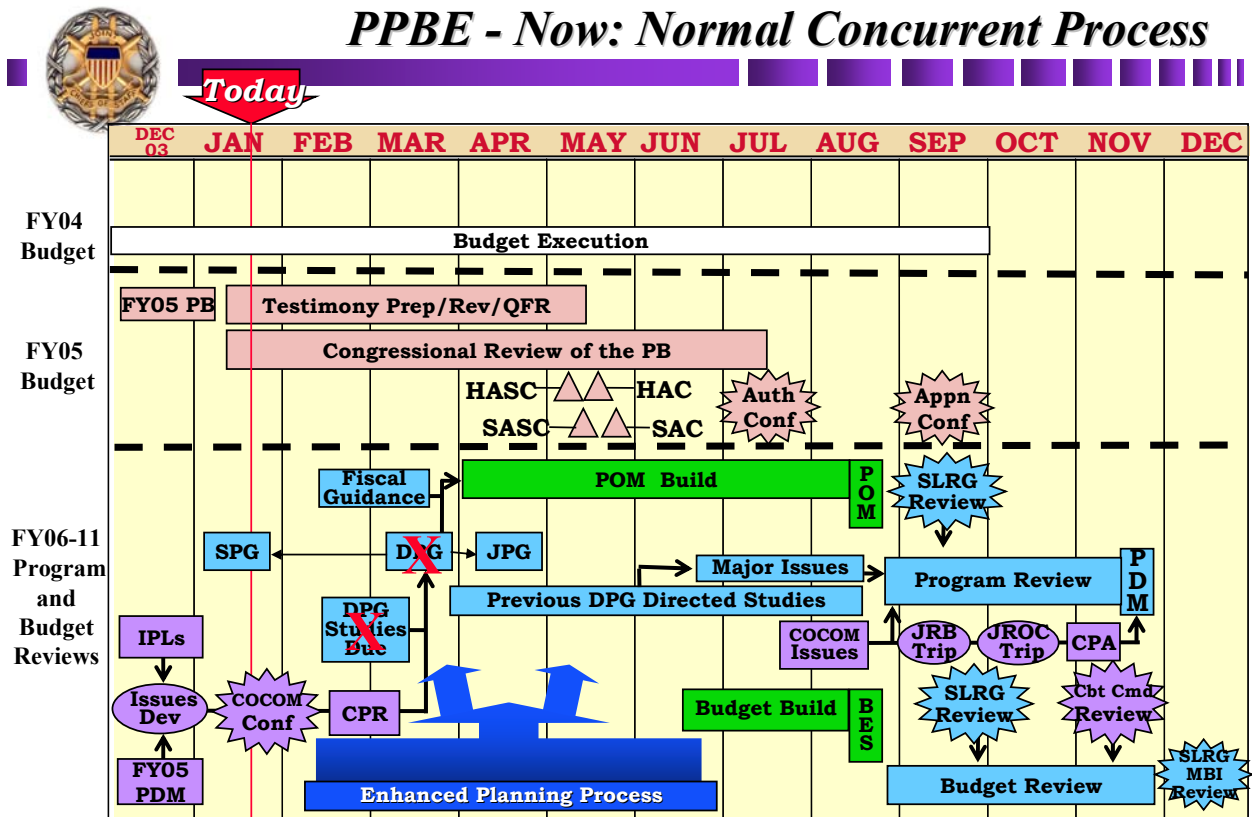 PPBE - Now: Normal Concurrent Process
Today
DEC
03
JAN
FEB
MAR
APR
MAY
JUN
JUL
AUG
SEP
OCT
NOV
DEC
FY04
Budget
Budget Execution
FY05 PB
Testimony Prep/Rev/QFR
FY05
Budget
Congressional Review of the PB
HASC
HAC
SASC
SAC
Auth
Conf
Appn
Conf
FY06-11
Program
and
Budget
Reviews
Fiscal
Guidance
POM Build
P
O
M
SLRG
Review
SPG
DPG
X
JPG
Major Issues
Program Review
P
D
M
Previous DPG Directed Studies
DPG
Studies
Due
X
IPLs
COCOM
Issues
JRB
Trip
JROC
Trip
CPA
Issues
Dev
COCOM
Conf
CPR
Budget Build
B
E
S
SLRG
Review
Cbt Cmd
Review
FY05
PDM
Enhanced Planning Process
Budget Review
SLRG
MBI
Review